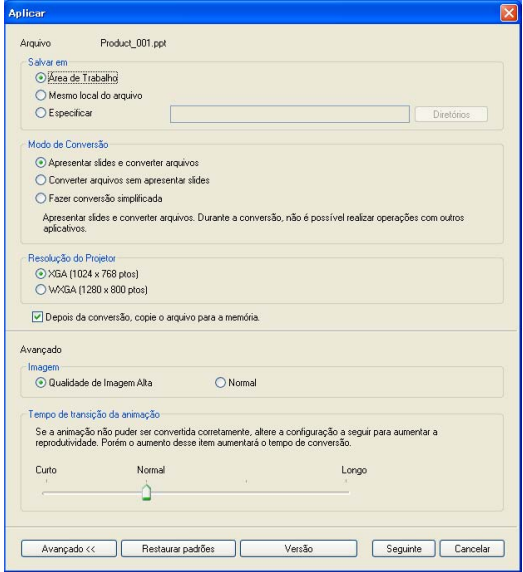 Aplicar
Arquivo Product_001.ppt
Salvar em
Área de Trabalho
Mesmo local do arquivo
Especificar Diretórios
Modo de Conversão
Apresentar slides e converter arquivos
Converter arquivos sem apresentar slides
Fazer conversão simplificada
Apresentar slides e converter arquivos. Durante a conversão, não é possível realizar operações com outros
aplicativos.
Resolução do Projetor
XGA (1024 x 768 ptos)
WXGA (1280 x 800 ptos)
Depois da conversão, copie o arquivo para a memória.
Avançado
Imagem
Qualidade de Imagem Alta Normal
Tempo de transição da animação
Se a animação não puder ser convertida corretamente, altere a configuração a seguir para aumentar a
reprodutividade. Porém o aumento desse item aumentará o tempo de conversão.
Curto Normal Longo
Avançado << Restaurar padrões Versão Seguinte Cancelar